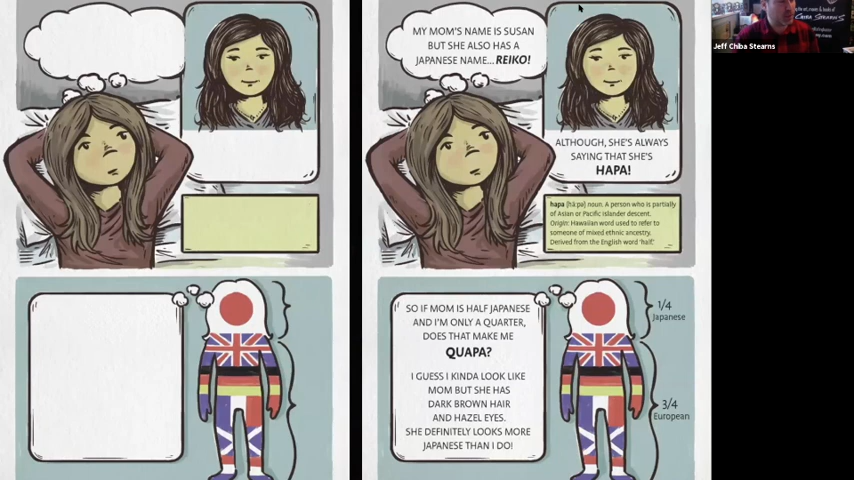 MY MOM'S NAME IS SUSAN
BUT SHE ALSO HAS A
JAPANESE NAME...REIKO!
ALTHOUGH, SHE'S ALWAYS
SAYING THAT SHE'S
HAPA!
hapa [hä'pə] noun. A person who is partially
of Asian or Pacific Islander descent.
Origin: Hawaiian word used to refer to
someone of mixed ethnic ancestry.
Derived from the English word 'half.'
SO IF MOM IS HALF JAPANESE
AND I'M ONLY A QUARTER,
DOES THAT MAKE ME
QUAPA?
I GUESS I KINDA LOOK LIKE
MOM BUT SHE HAS
DARK BROWN HAIR
AND HAZEL EYES.
SHE DEFINITELY LOOKS MORE
JAPANESE THAN I DO!
1/4
Japanese
3/4
European
CHIBA STEARNS
Jeff Chiba Stearns